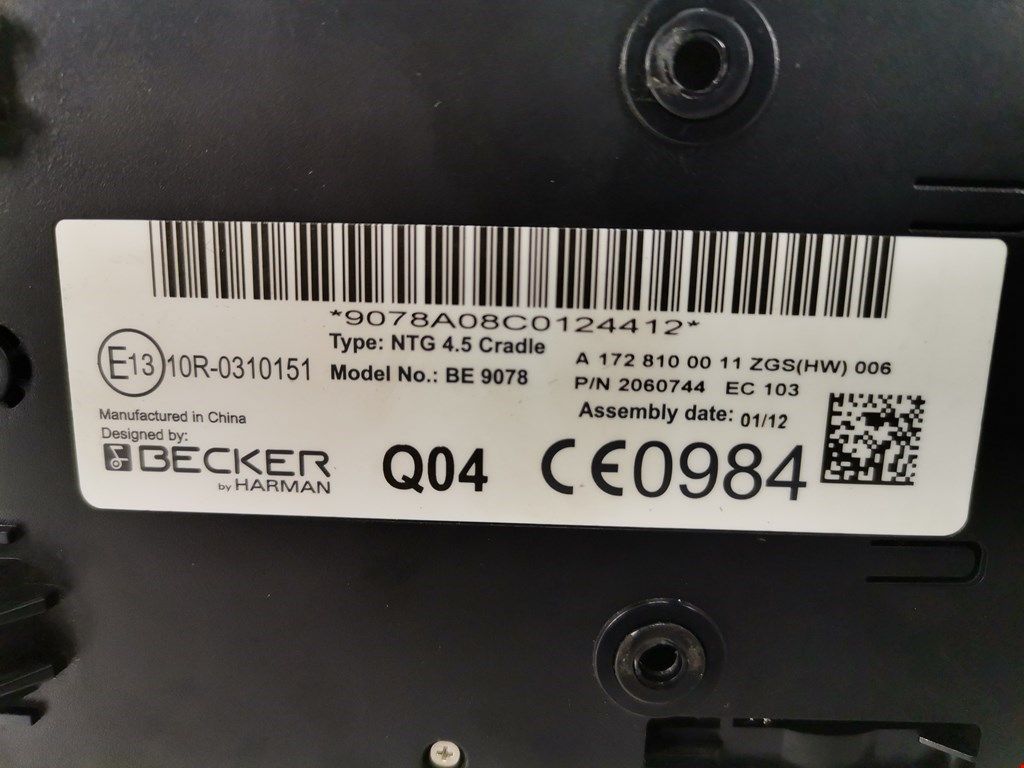 *9078A08C0124412*
Type: NTG 4.5 Cradle
Model No.: BE 9078
A 172 810 00 11 ZGS(HW) 006
P/N 2060744 EC 103
Assembly date: 01/12
E13 10R-0310151
Manufactured in China
Designed by:
BECKER
by HARMAN
Q04
CE0984